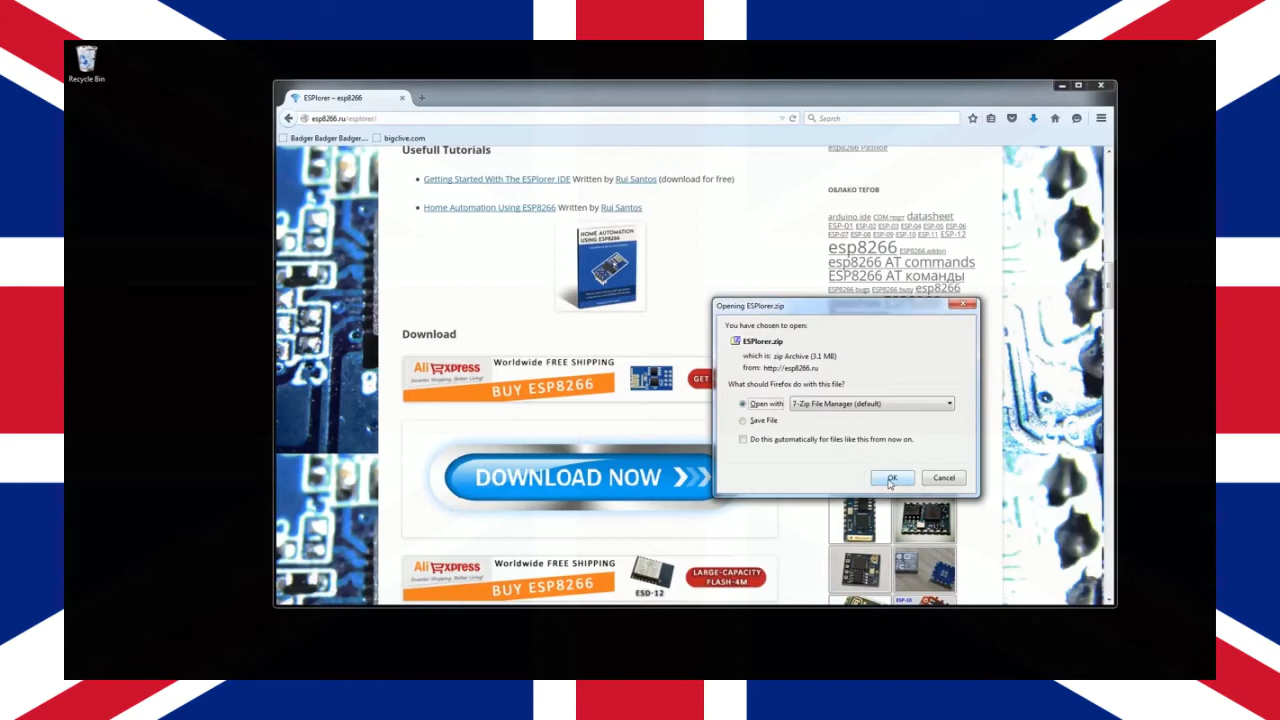 Recycle Bin
ESPlorer – esp8266
esp8266.ru/esplorer/
Search
Badger Badger Badger...
bigclive.com
Usefull Tutorials
Getting Started With The ESPlorer IDE Written by Rui Santos (download for free)
Home Automation Using ESP8266 Written by Rui Santos
HOME AUTOMATION
USING ESP8266
Download
AliExpress
Worldwide FREE SHIPPING
BUY ESP8266
GET
DOWNLOAD NOW
AliExpress
Worldwide FREE SHIPPING
BUY ESP8266
ESD-12
LARGE-CAPACITY
FLASH-4M
esp8266 Разное
ОБЛАКО ТЕГОВ
arduino ide COM порт datasheet
ESP-01 ESP-02 ESP-03 ESP-04 ESP-05 ESP-06
ESP-07 ESP-08 ESP-09 ESP-10 ESP-11 ESP-12
esp8266 ESP8266 addon
esp8266 AT commands
ESP8266 AT команды
ESP8266 bugs ESP8266 busy esp8266
Opening ESPlorer.zip
You have chosen to open:
ESPlorer.zip
which is: zip Archive (3.1 MB)
from: http://esp8266.ru
What should Firefox do with this file?
Open with
7-Zip File Manager (default)
Save File
Do this automatically for files like this from now on.
OK
Cancel
ESP-10